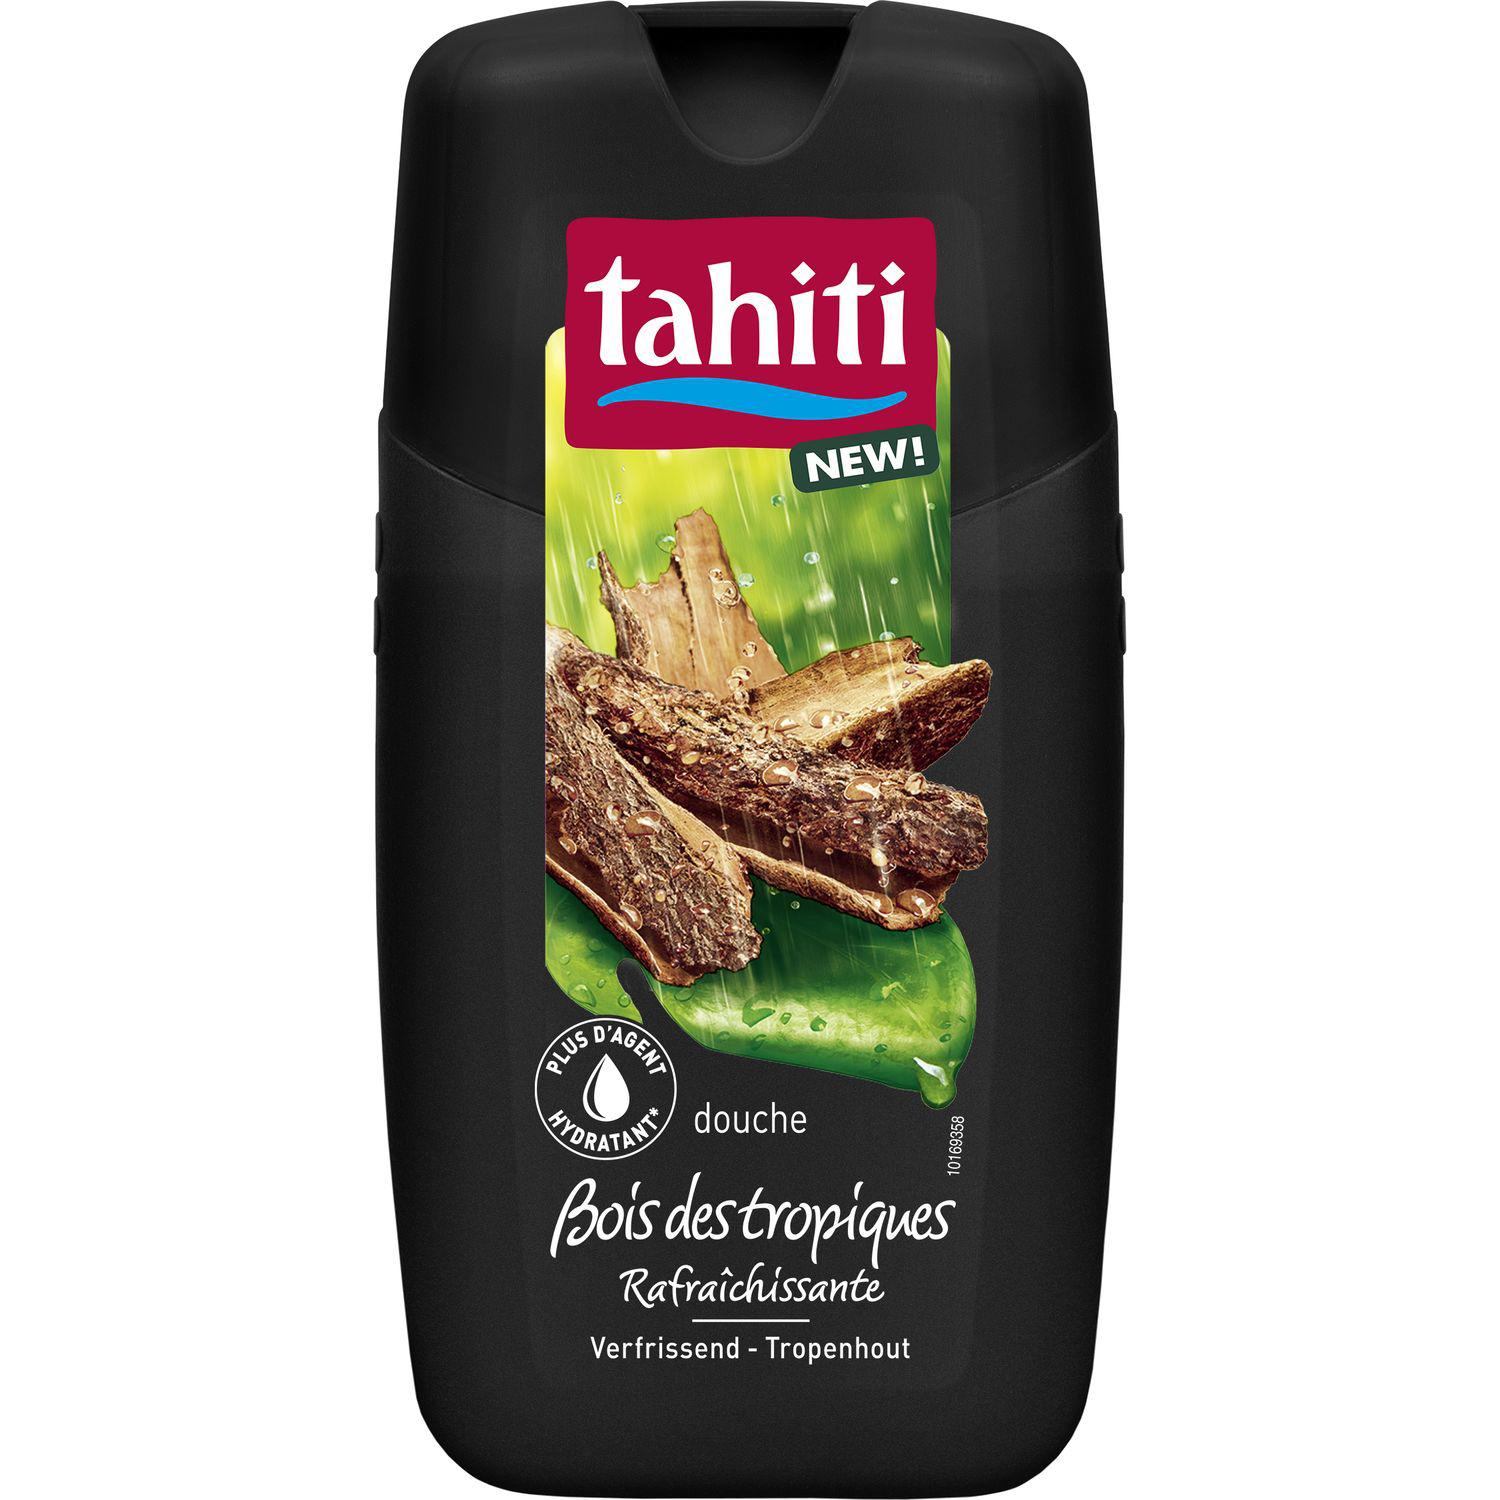 tahiti
NEW!
PLUS D'AGENT
HYDRATANT*
douche
10169358
Bois des tropiques
Rafraîchissante
Verfrissend - Tropenhout